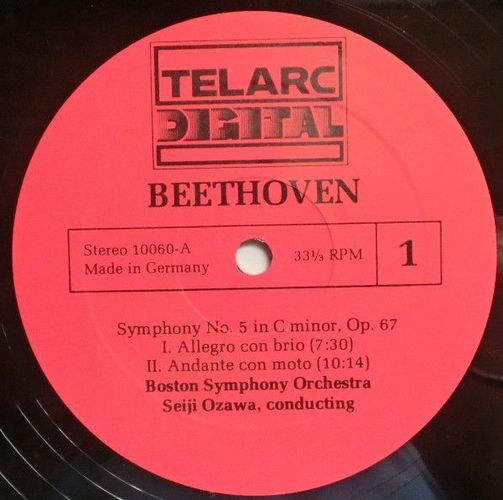 TELARC
DIGITAL
BEETHOVEN
Stereo 10060-A
Made in Germany
33⅓ RPM
1
Symphony No. 5 in C minor, Op. 67
I. Allegro con brio (7:30)
II. Andante con moto (10:14)
Boston Symphony Orchestra
Seiji Ozawa, conducting